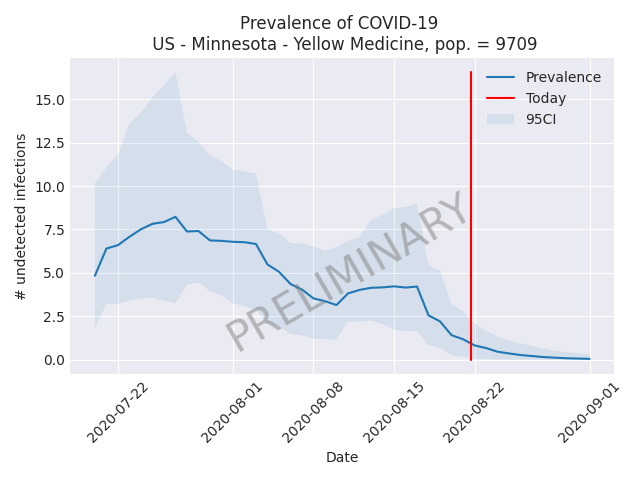 Prevalence of COVID-19
US - Minnesota - Yellow Medicine, pop. = 9709
Prevalence
Today
95CI
15.0
12.5
10.0
7.5
5.0
2.5
0.0
# undetected infections
PRELIMINARY
2020-07-22
2020-08-01
2020-08-08
2020-08-15
2020-08-22
2020-09-01
Date